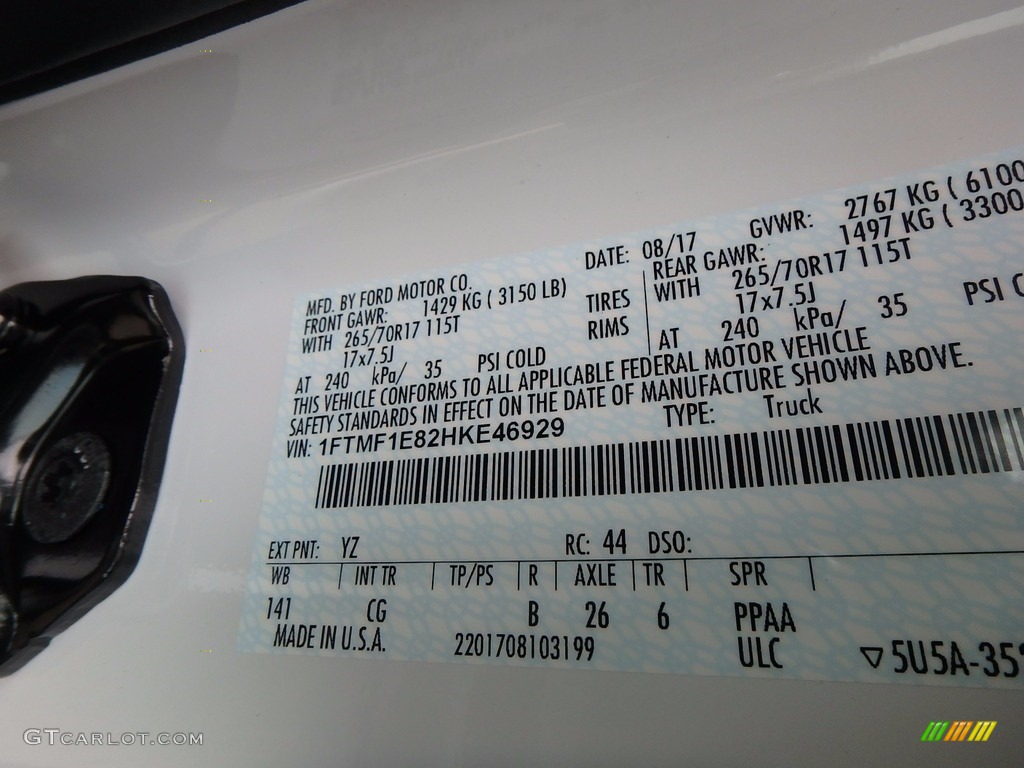 MFD. BY FORD MOTOR CO. DATE: 08/17 GVWR: 2767 KG ( 6100
FRONT GAWR: 1429 KG ( 3150 LB) REAR GAWR: 1497 KG ( 3300
WITH 265/70R17 115T TIRES WITH 265/70R17 115T
17x7.5J RIMS 17x7.5J
AT 240 kPa/ 35 PSI COLD AT 240 kPa/ 35 PSI C
THIS VEHICLE CONFORMS TO ALL APPLICABLE FEDERAL MOTOR VEHICLE
SAFETY STANDARDS IN EFFECT ON THE DATE OF MANUFACTURE SHOWN ABOVE.
VIN: 1FTMF1E82HKE46929 TYPE: Truck
EXT PNT: YZ RC: 44 DSO:
WB INT TR TP/PS R AXLE TR SPR
141 CG B 26 6 PPAA
MADE IN U.S.A. 2201708103199 ULC ▽5U5A-35
GTCARLOT.COM